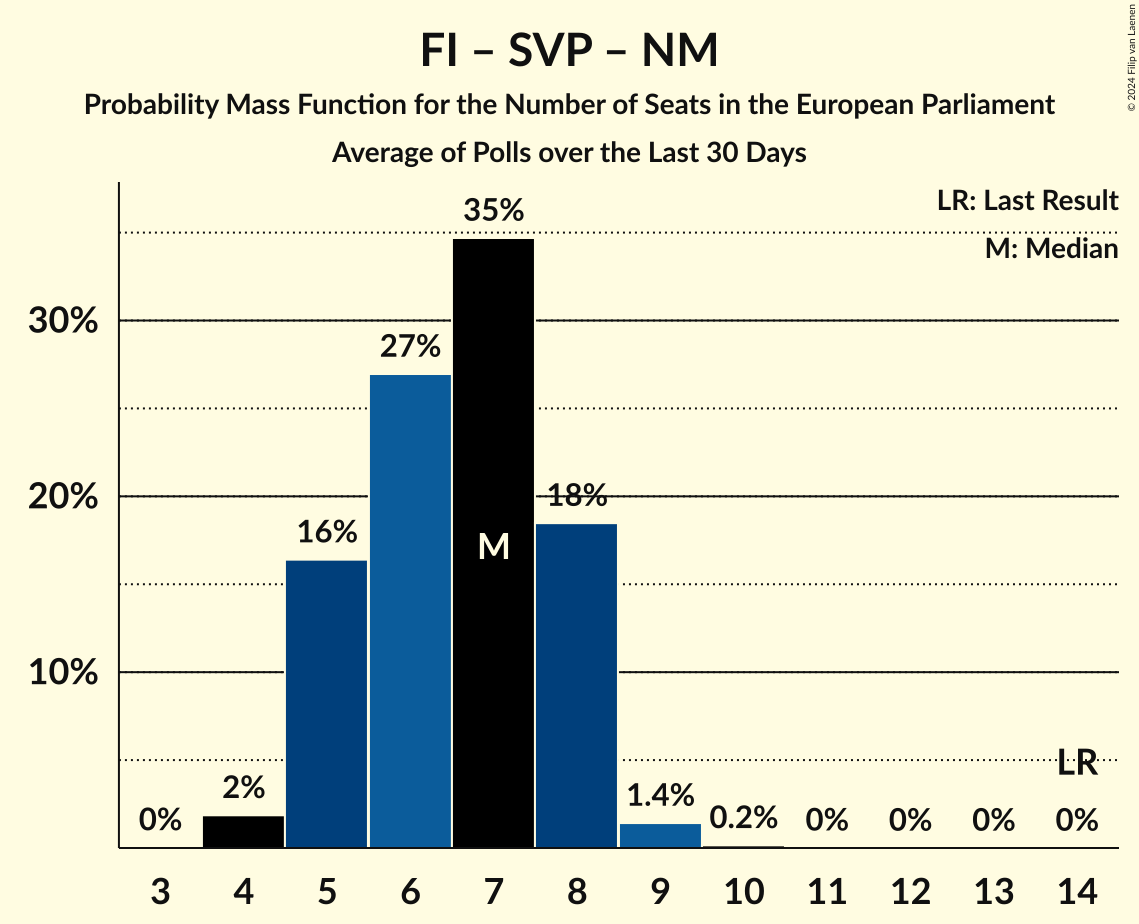 FI – SVP – NM
Probability Mass Function for the Number of Seats in the European Parliament
Average of Polls over the Last 30 Days
© 2024 Filip van Laenen
LR: Last Result
M: Median
35%
30%
27%
20%
18%
16%
M
10%
LR
0%
2%
1.4%
0.2%
0%
0%
0%
0%
3 4 5 6 7 8 9 10 11 12 13 14